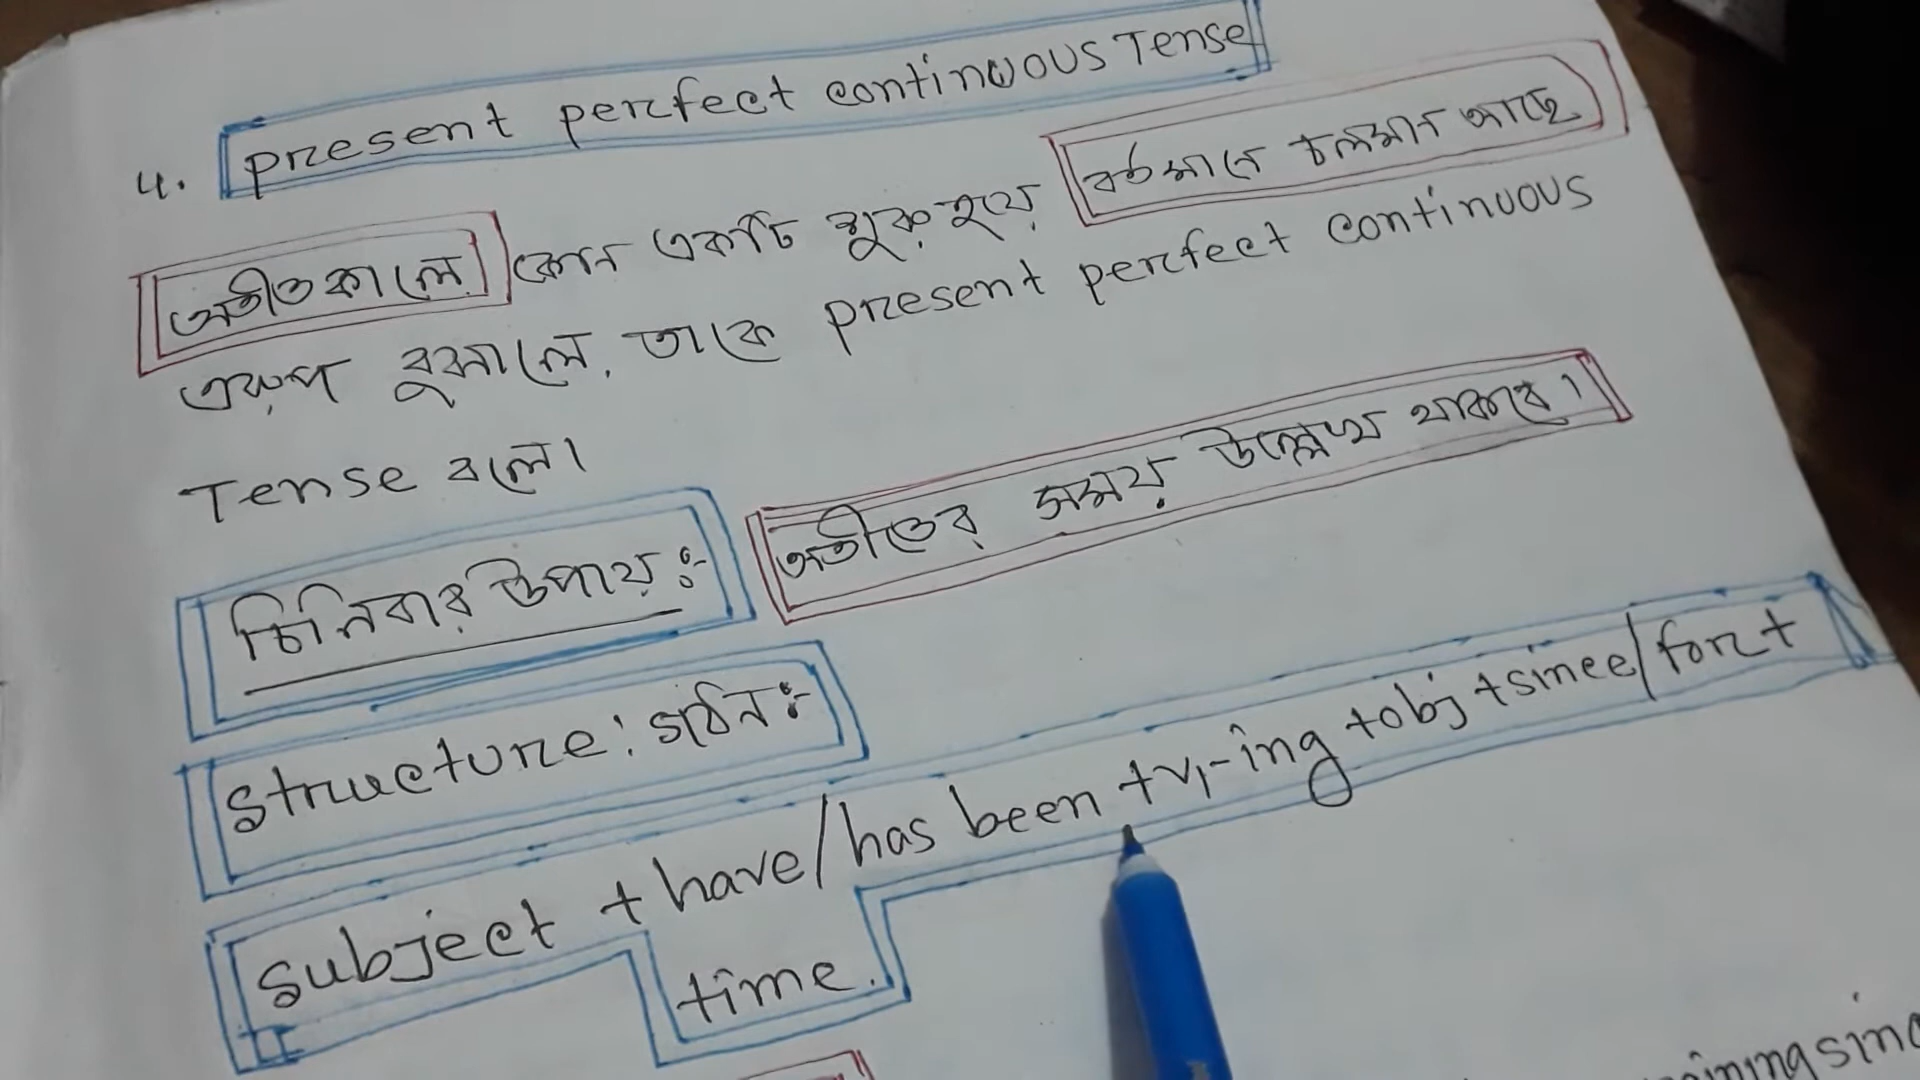 4. Present perfect continuous Tense
অতীতকালে কোন একটি শুরু হয়ে বর্তমানে চলমান আছে
এরূপ বুঝালে, তাকে present perfect continuous
Tense বলে।
চিনিবার উপায়ঃ- অতীতের সময় উল্লেখ থাকবে।
Structure: গঠনঃ-
Subject + have/has been + v1-ing + obj + since/for +
time.